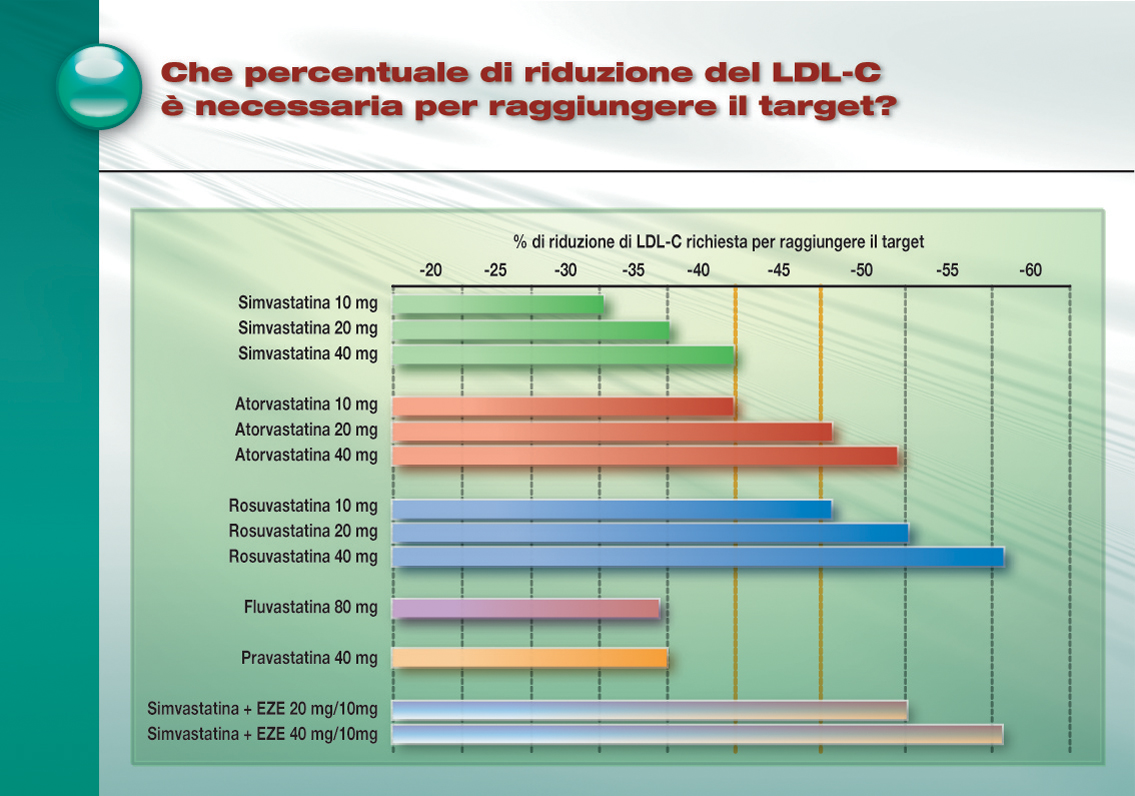 Che percentuale di riduzione del LDL-C
è necessaria per raggiungere il target?
% di riduzione di LDL-C richiesta per raggiungere il target
-20 -25 -30 -35 -40 -45 -50 -55 -60
Simvastatina 10 mg
Simvastatina 20 mg
Simvastatina 40 mg
Atorvastatina 10 mg
Atorvastatina 20 mg
Atorvastatina 40 mg
Rosuvastatina 10 mg
Rosuvastatina 20 mg
Rosuvastatina 40 mg
Fluvastatina 80 mg
Pravastatina 40 mg
Simvastatina + EZE 20 mg/10mg
Simvastatina + EZE 40 mg/10mg